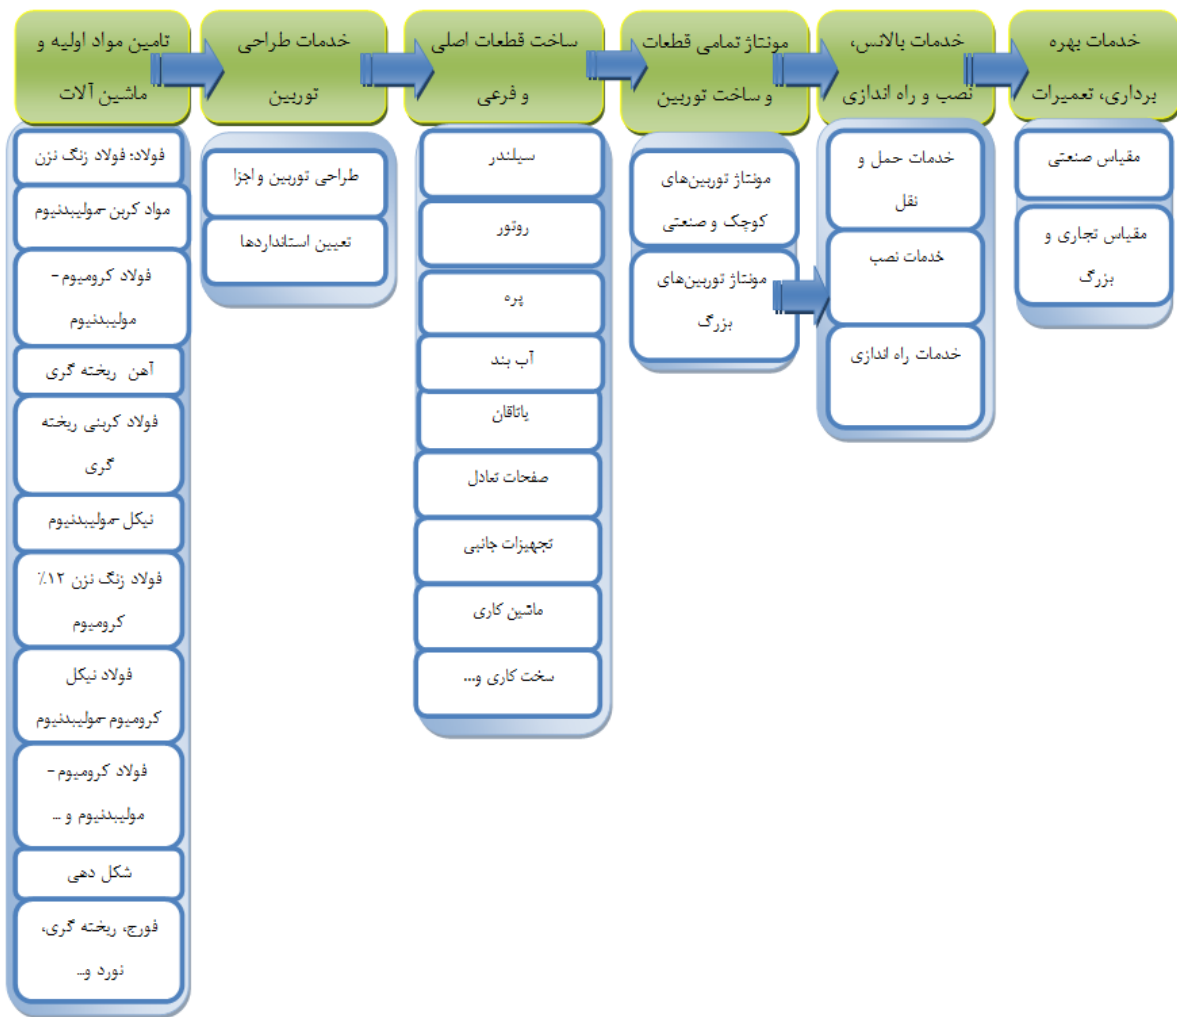 تامین مواد اولیه و
ماشین آلات
خدمات طراحی
توربین
ساخت قطعات اصلی
و فرعی
مونتاژ تمامی قطعات
و ساخت توربین
خدمات بالانس،
نصب و راه اندازی
خدمات بهره
برداری، تعمیرات
فولاد: فولاد زنگ نزن
مواد کربن-مولیبدنیوم
فولاد کرومیوم-
مولیبدنیوم
آهن ریخته گری
فولاد کربنی ریخته
گری
نیکل-مولیبدنیوم
فولاد زنگ نزن ۱۲٪
کرومیوم
فولاد نیکل
کرومیوم-مولیبدنیوم
فولاد کرومیوم-
مولیبدنیوم و ...
شکل دهی
فورج، ریخته گری،
نورد و...
طراحی توربین و اجزا
تعیین استانداردها
سیلندر
روتور
پره
آب بند
یاتاقان
صفحات تعادل
تجهیزات جانبی
ماشین کاری
سخت کاری و...
مونتاژ توربین‌های
کوچک و صنعتی
مونتاژ توربین‌های
بزرگ
خدمات حمل و
نقل
خدمات نصب
خدمات راه اندازی
مقیاس صنعتی
مقیاس تجاری و
بزرگ